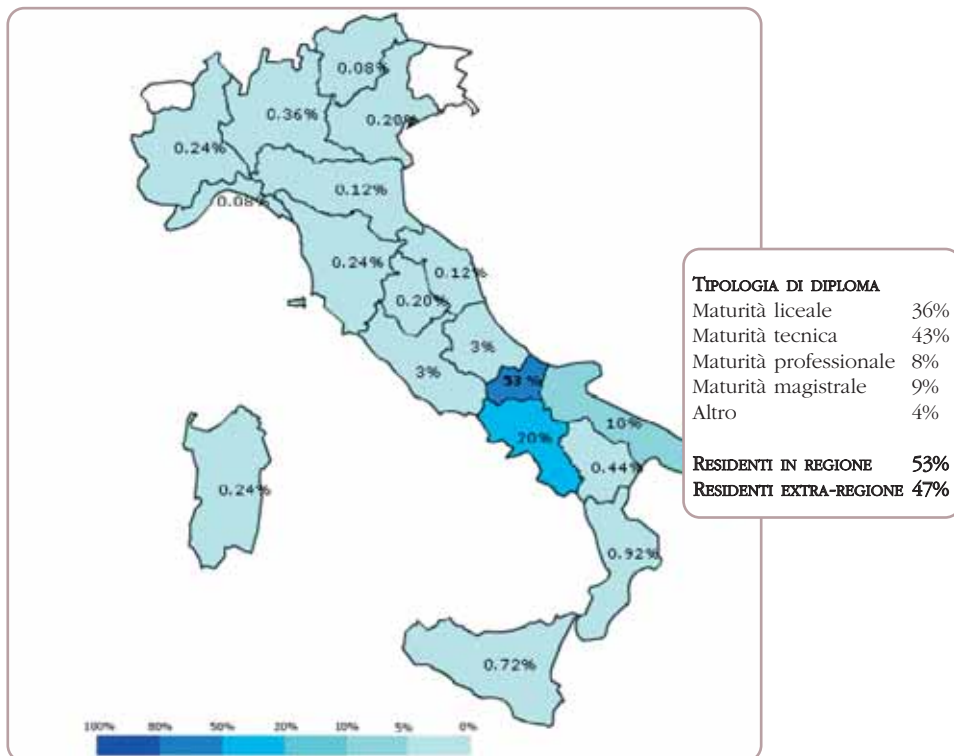 0.08%
0.36%
0.20%
0.24%
0.12%
0.08%
0.24%
0.12%
0.20%
3%
3%
53 %
10%
20%
0.44%
0.24%
0.92%
0.72%
TIPOLOGIA DI DIPLOMA
Maturità liceale 36%
Maturità tecnica 43%
Maturità professionale 8%
Maturità magistrale 9%
Altro 4%
RESIDENTI IN REGIONE 53%
RESIDENTI EXTRA-REGIONE 47%
100% 80% 50% 20% 10% 5% 0%